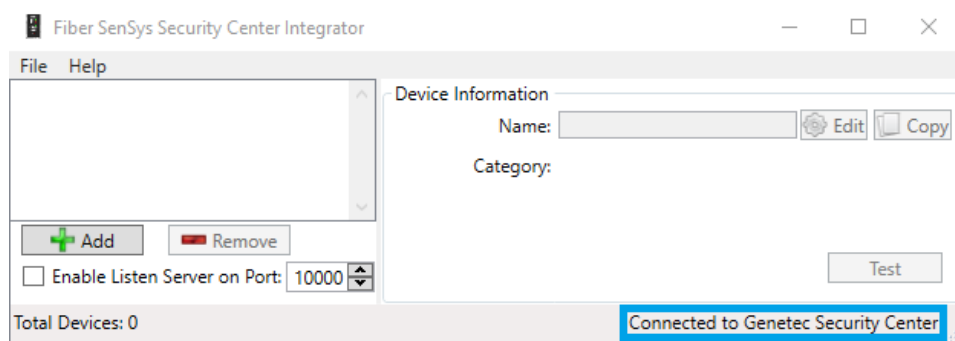 Fiber SenSys Security Center Integrator
File Help
Device Information
Name: Edit Copy
Category:
Add Remove
Enable Listen Server on Port: 10000
Test
Total Devices: 0
Connected to Genetec Security Center